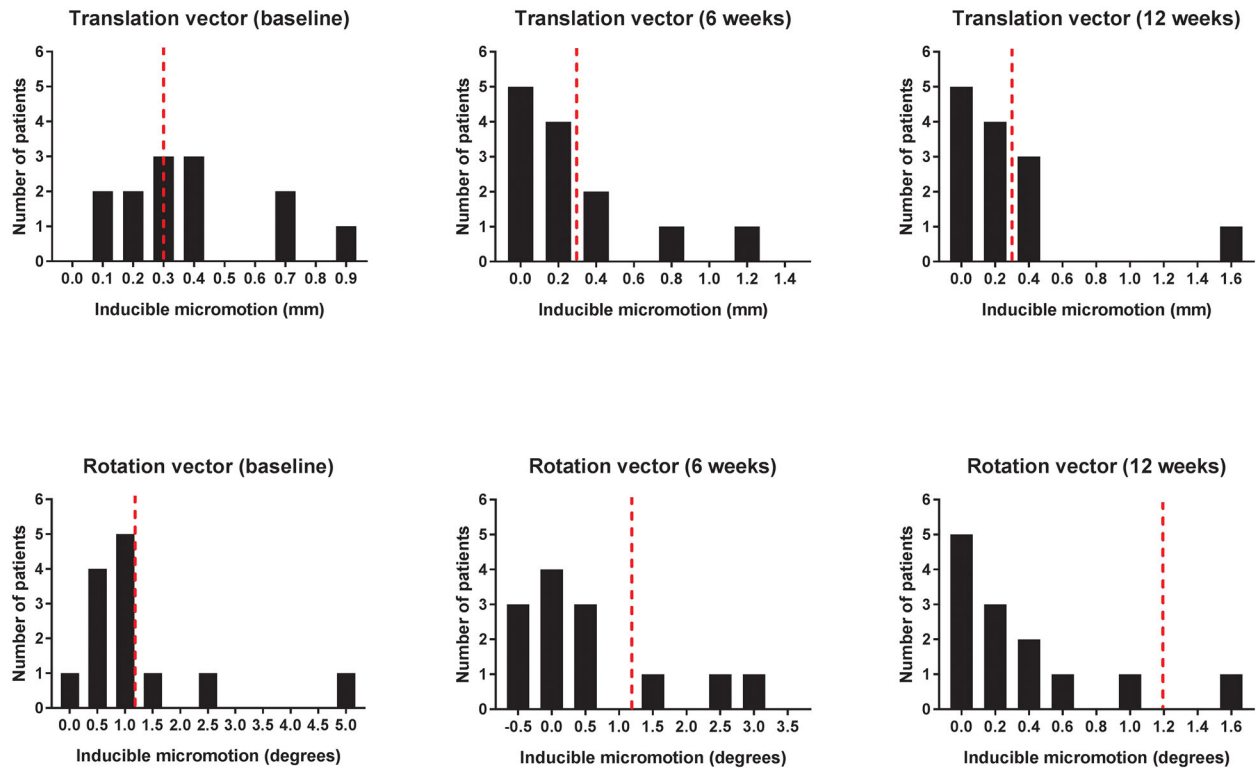 Translation vector (baseline)
Number of patients
6
5
4
3
2
1
0
0.0 0.1 0.2 0.3 0.4 0.5 0.6 0.7 0.8 0.9
Inducible micromotion (mm)
Translation vector (6 weeks)
Number of patients
6
5
4
3
2
1
0
0.0 0.2 0.4 0.6 0.8 1.0 1.2 1.4
Inducible micromotion (mm)
Translation vector (12 weeks)
Number of patients
6
5
4
3
2
1
0
0.0 0.2 0.4 0.6 0.8 1.0 1.2 1.4 1.6
Inducible micromotion (mm)
Rotation vector (baseline)
Number of patients
6
5
4
3
2
1
0
0.0 0.5 1.0 1.5 2.0 2.5 3.0 3.5 4.0 4.5 5.0
Inducible micromotion (degrees)
Rotation vector (6 weeks)
Number of patients
6
5
4
3
2
1
0
-0.5 0.0 0.5 1.0 1.5 2.0 2.5 3.0 3.5
Inducible micromotion (degrees)
Rotation vector (12 weeks)
Number of patients
6
5
4
3
2
1
0
0.0 0.2 0.4 0.6 0.8 1.0 1.2 1.4 1.6
Inducible micromotion (degrees)